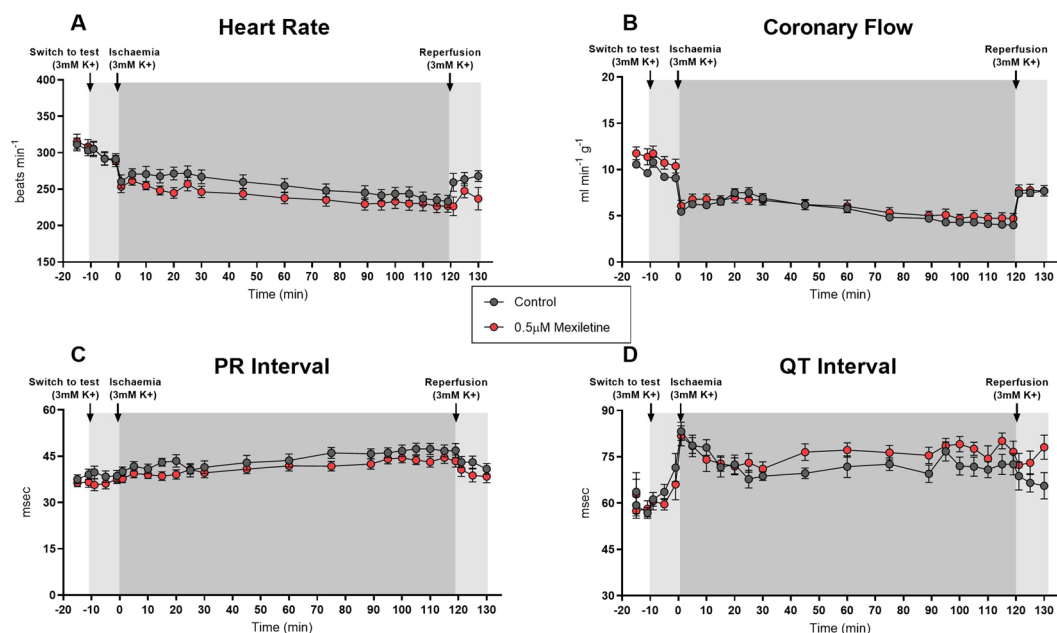 A
Heart Rate
Switch to test
(3mM K+)
Ischaemia
(3mM K+)
Reperfusion
(3mM K+)
400
350
300
250
200
150
beats min⁻¹
-20 -10 0 10 20 30 40 50 60 70 80 90 100 110 120 130
Time (min)
B
Coronary Flow
Switch to test
(3mM K+)
Ischaemia
(3mM K+)
Reperfusion
(3mM K+)
20
15
10
5
0
ml min⁻¹ g⁻¹
-20 -10 0 10 20 30 40 50 60 70 80 90 100 110 120 130
Time (min)
Control
0.5μM Mexiletine
C
PR Interval
Switch to test
(3mM K+)
Ischaemia
(3mM K+)
Reperfusion
(3mM K+)
60
45
30
15
0
msec
-20 -10 0 10 20 30 40 50 60 70 80 90 100 110 120 130
Time (min)
D
QT Interval
Switch to test
(3mM K+)
Ischaemia
(3mM K+)
Reperfusion
(3mM K+)
90
75
60
45
30
msec
-20 -10 0 10 20 30 40 50 60 70 80 90 100 110 120 130
Time (min)